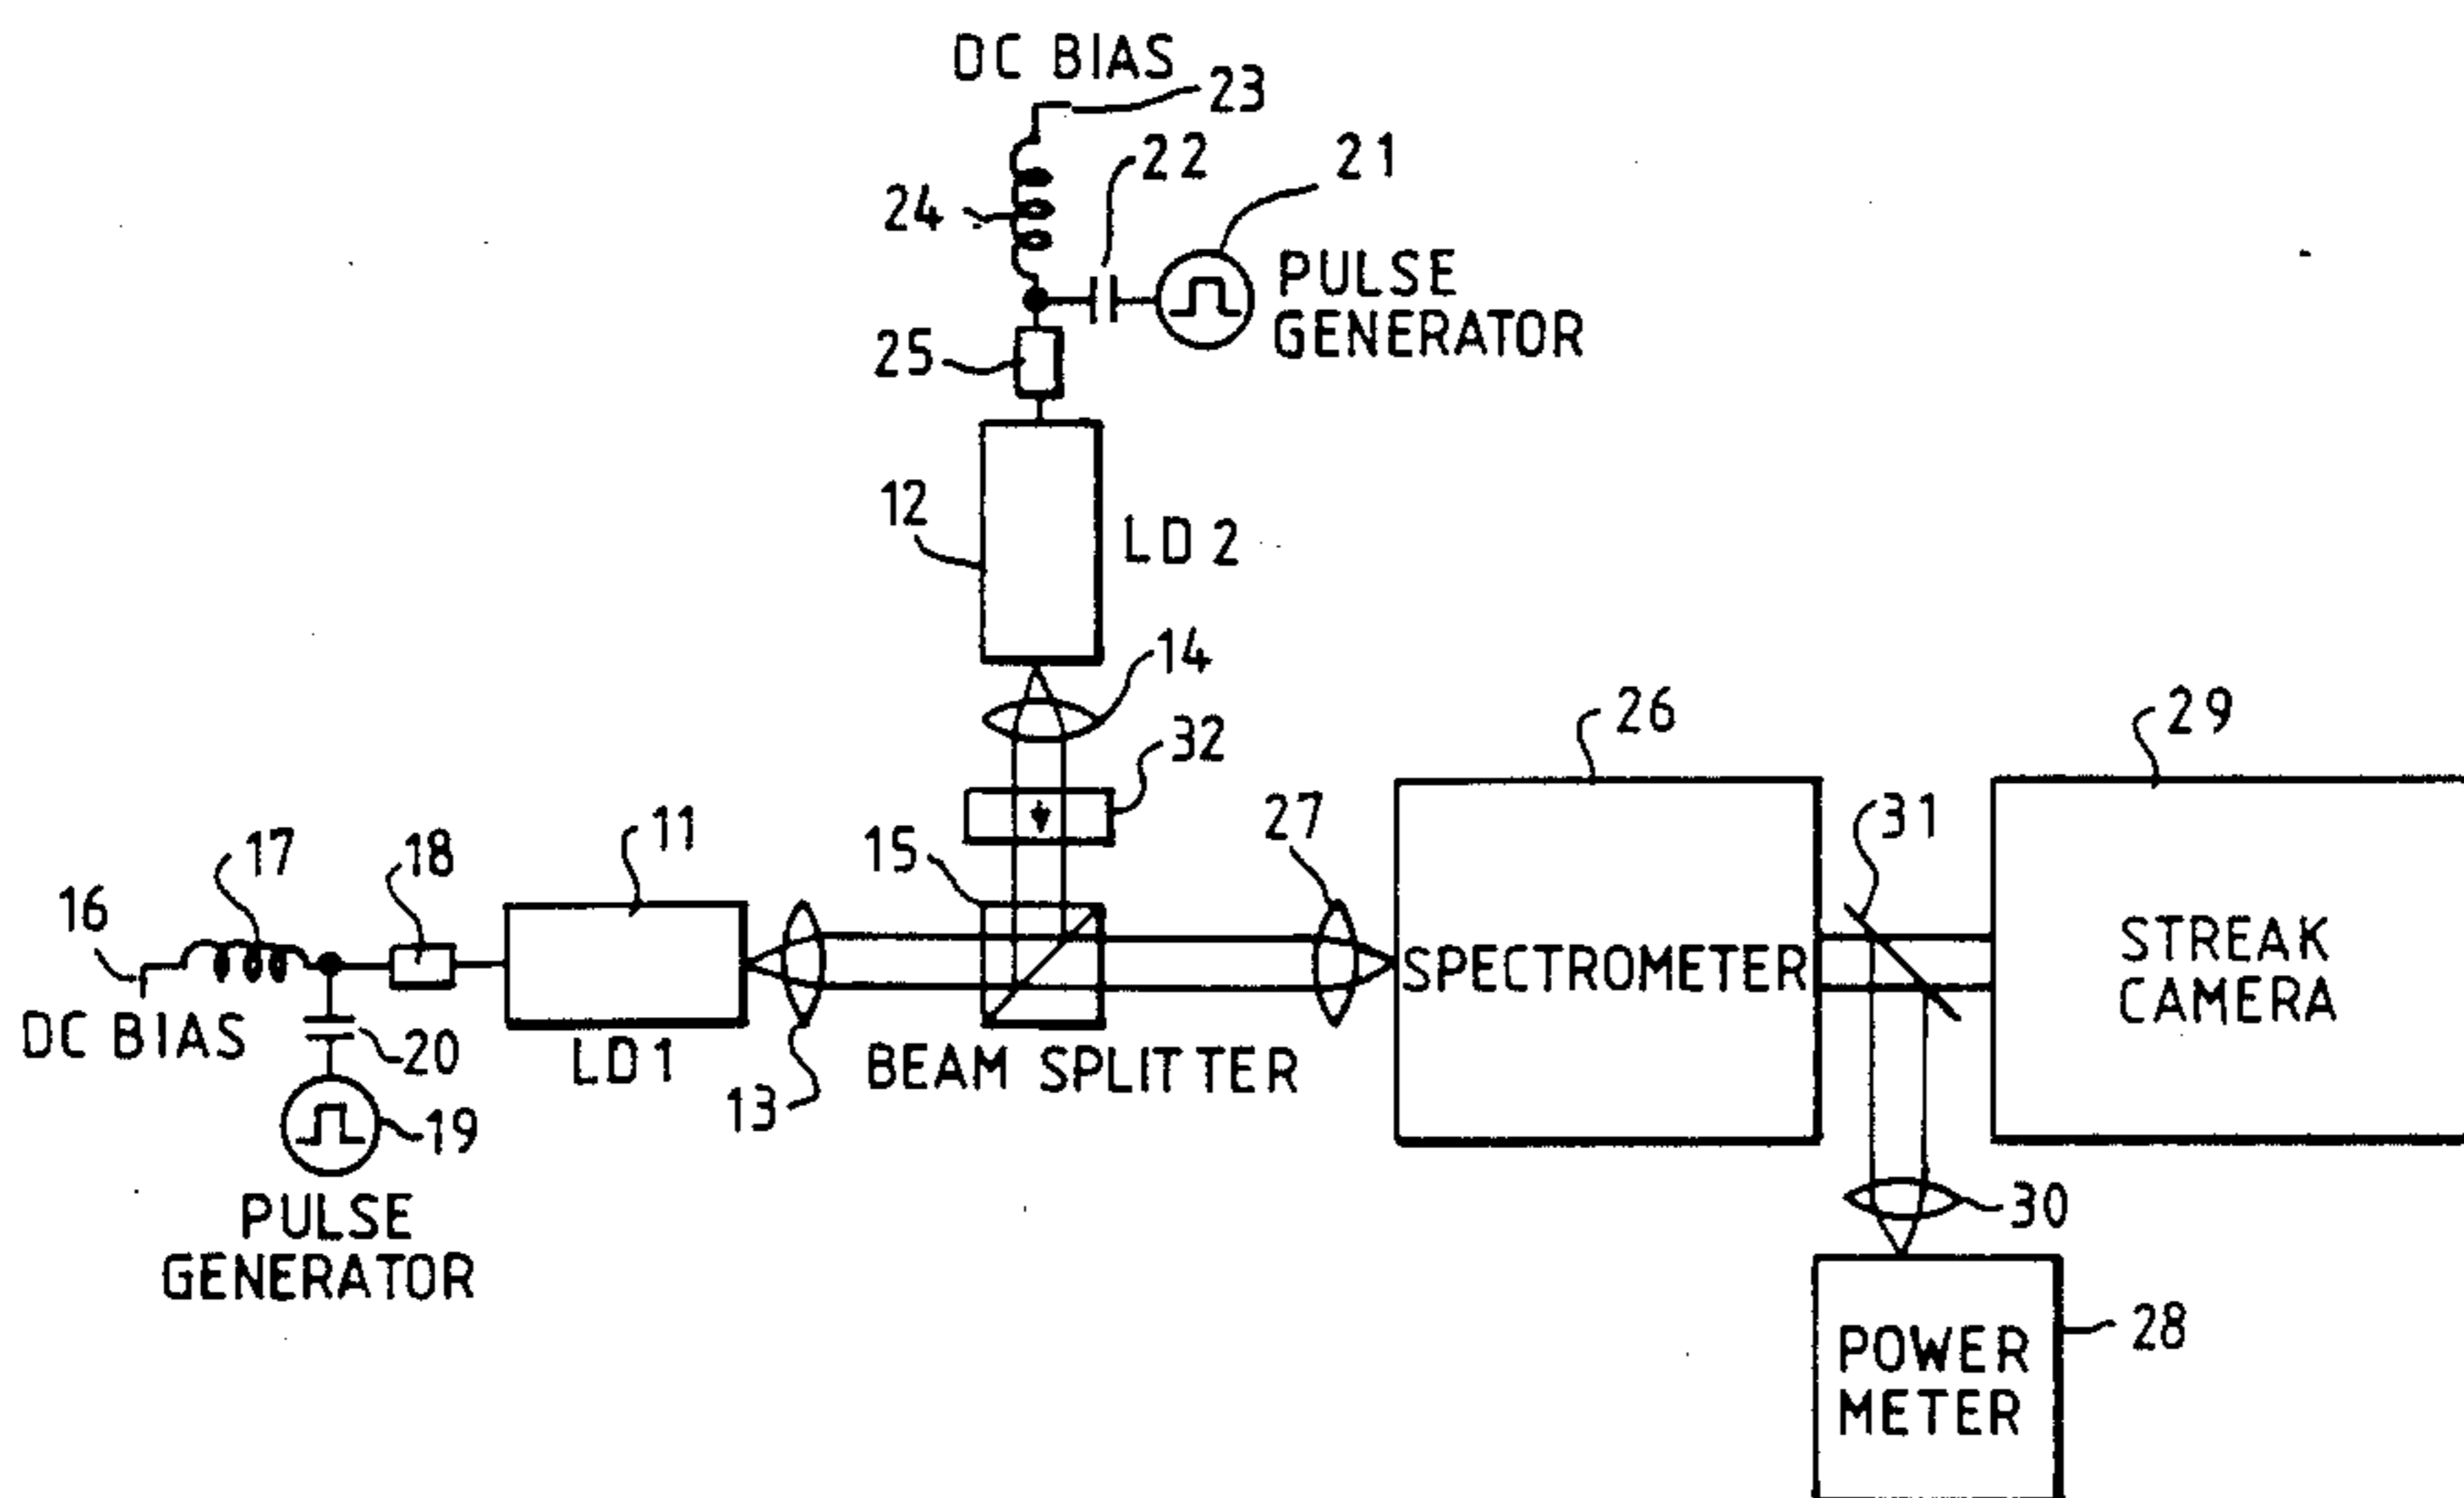 DC BIAS
23
22
21
24
PULSE
GENERATOR
25
12
LD 2
14
32
26
29
27
31
15
11
17
18
16
SPECTROMETER
STREAK
CAMERA
DC BIAS
20
LD1
BEAM SPLITTER
13
19
PULSE
GENERATOR
30
28
POWER
METER